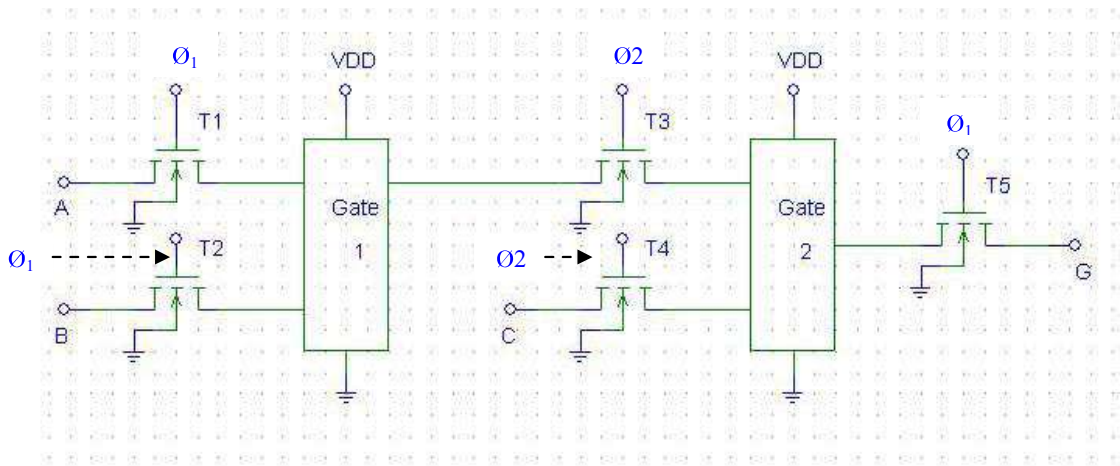 Ø₁
VDD
Ø2
VDD
T1
T3
Ø₁
T5
A
Gate
1
Gate
2
Ø₁
T2
Ø2
T4
G
B
C